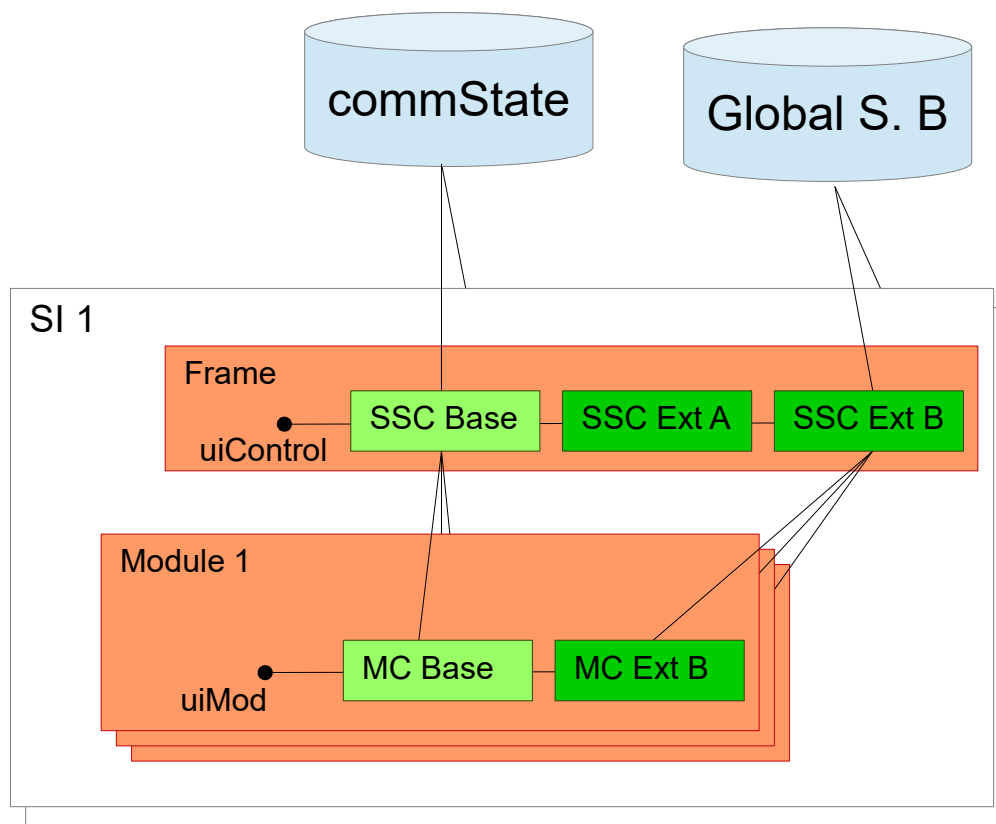 commState
Global S. B
SI 1
Frame
SSC Base
SSC Ext A
SSC Ext B
uiControl
Module 1
MC Base
MC Ext B
uiMod